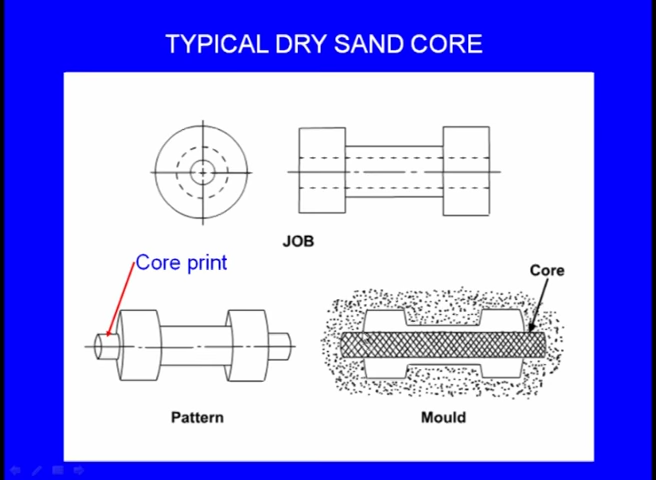 TYPICAL DRY SAND CORE
JOB
Core print
Core
Pattern
Mould